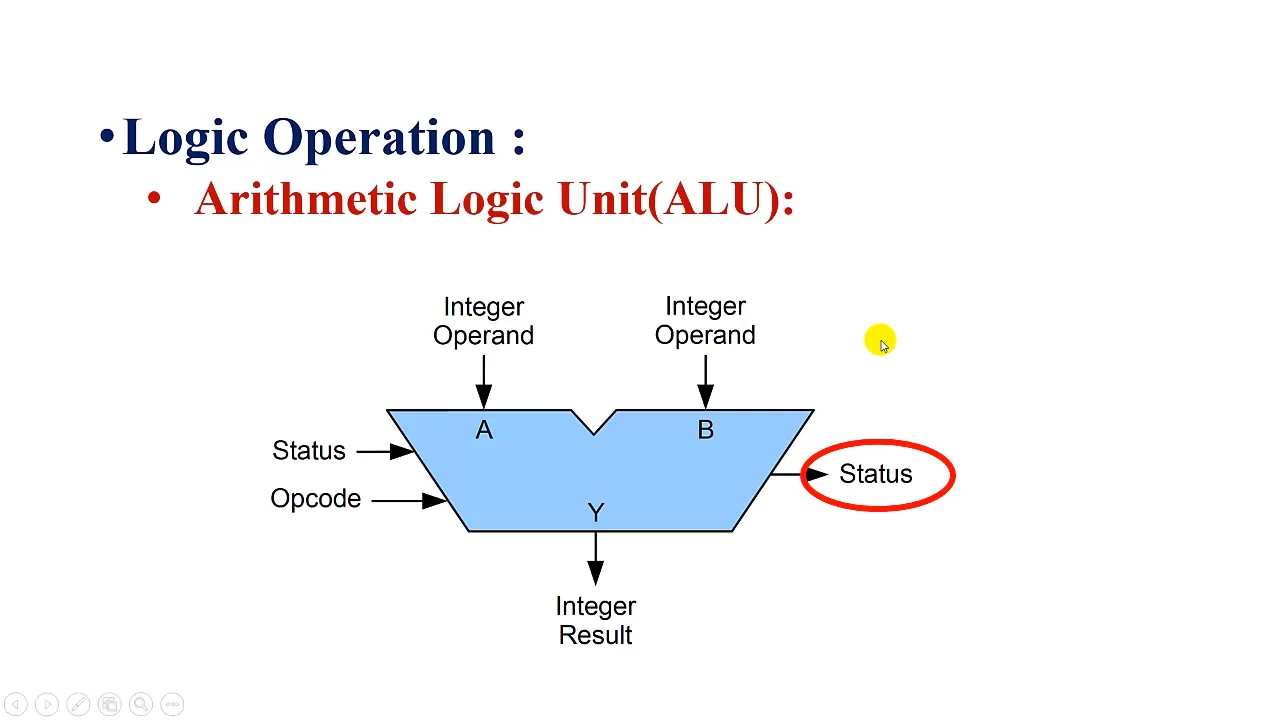 •Logic Operation :
• Arithmetic Logic Unit(ALU):
Integer
Operand
Integer
Operand
A
B
Status
Opcode
Status
Y
Integer
Result